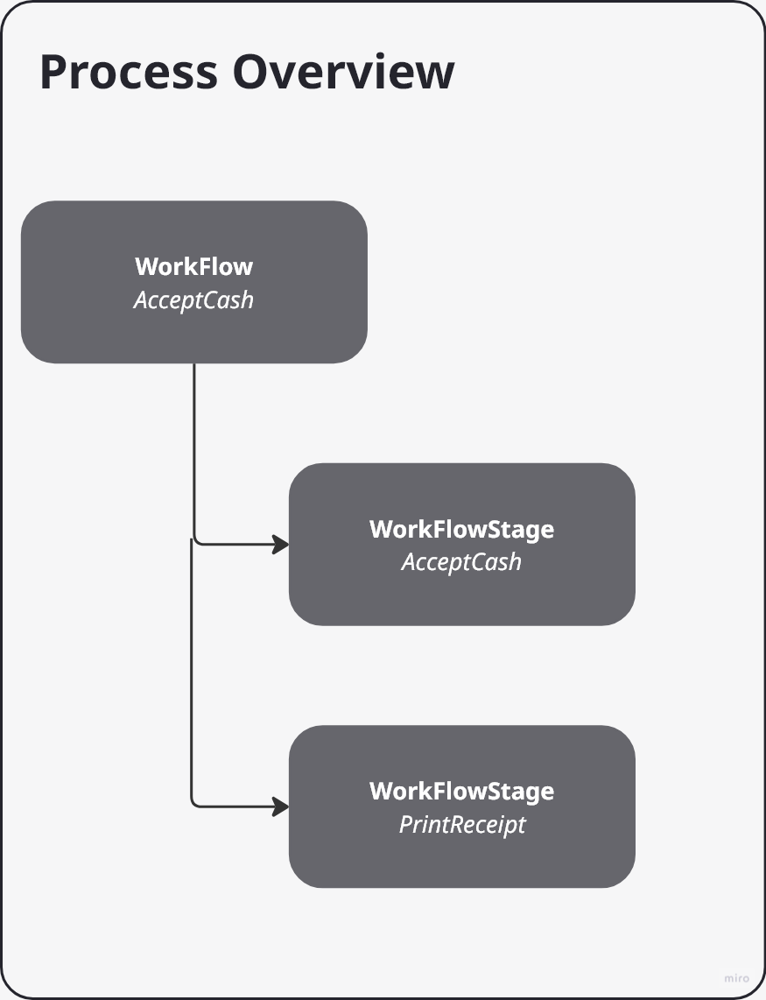 Process Overview
WorkFlow
AcceptCash
WorkFlowStage
AcceptCash
WorkFlowStage
PrintReceipt
miro